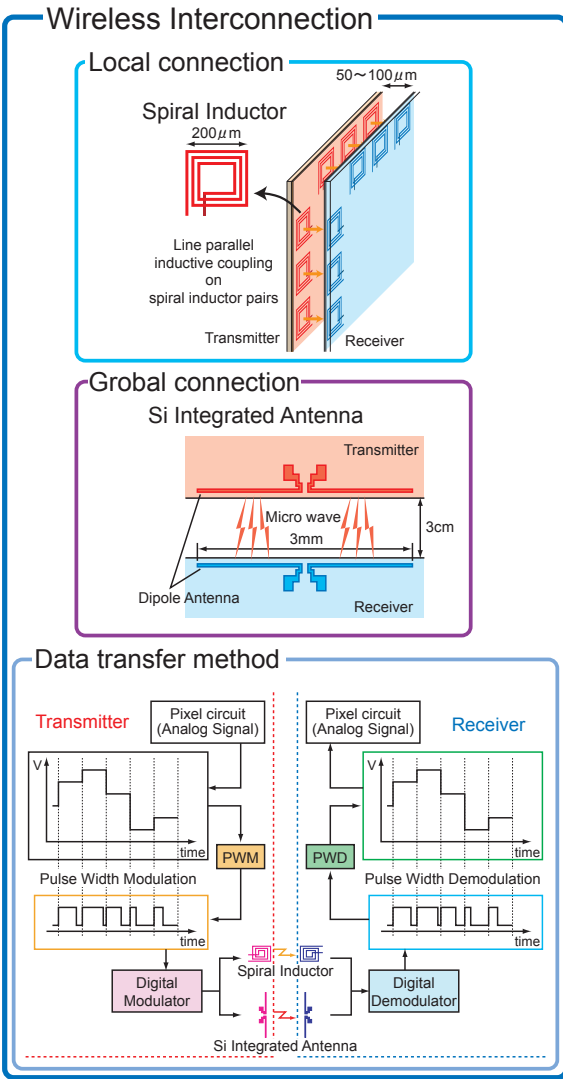 Wireless Interconnection
Local connection
50～100μm
Spiral Inductor
200μm
Line parallel
inductive coupling
on
spiral inductor pairs
Transmitter
Receiver
Grobal connection
Si Integrated Antenna
Transmitter
Micro wave
3cm
3mm
Dipole Antenna
Receiver
Data transfer method
Transmitter
Pixel circuit
(Analog Signal)
Pixel circuit
(Analog Signal)
Receiver
V
time
V
time
PWM
PWD
Pulse Width Modulation
Pulse Width Demodulation
time
time
Digital
Modulator
Spiral Inductor
Digital
Demodulator
Si Integrated Antenna